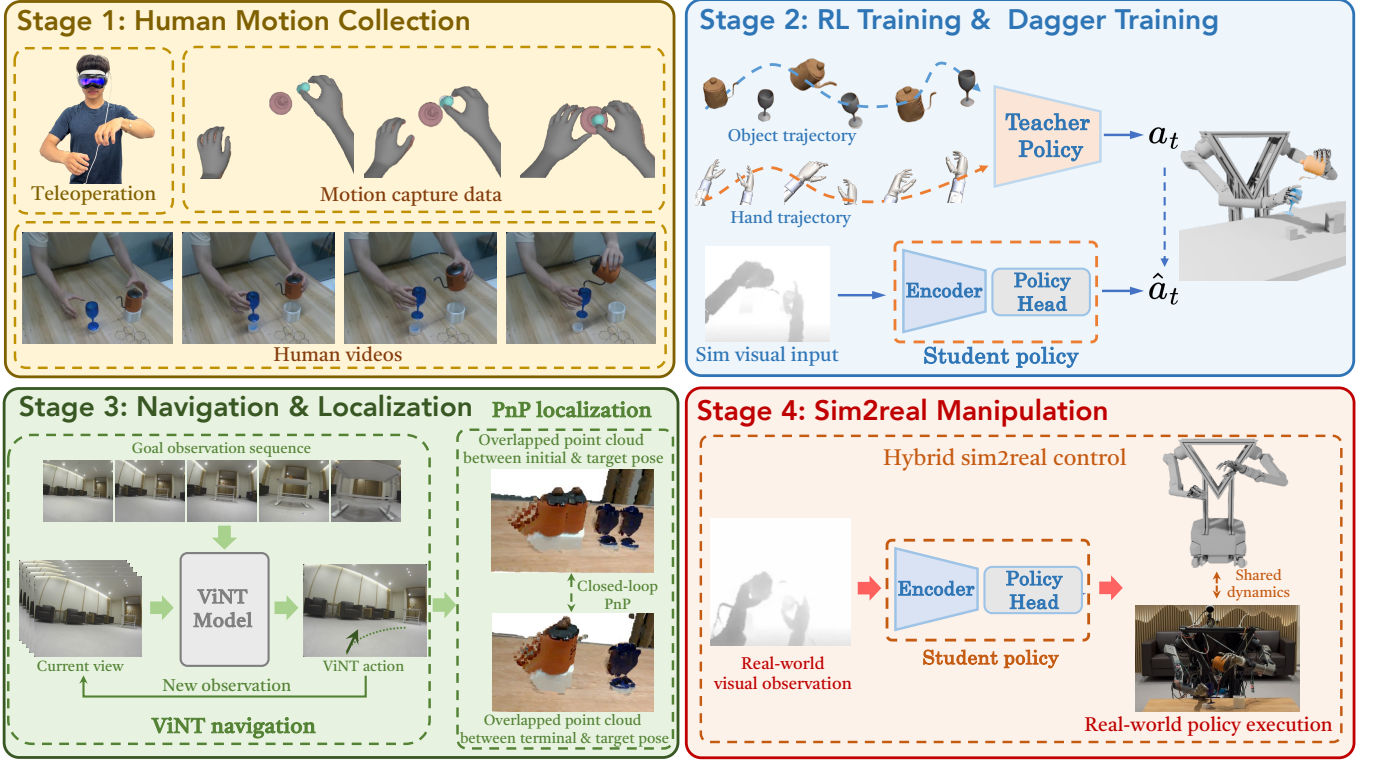 Stage 1: Human Motion Collection
Teleoperation
Motion capture data
Human videos
Stage 2: RL Training & Dagger Training
Object trajectory
Hand trajectory
Teacher
Policy
a_t
Sim visual input
Encoder
Policy
Head
Student policy
â_t
Stage 3: Navigation & Localization
Goal observation sequence
ViNT
Model
Current view
ViNT action
New observation
ViNT navigation
PnP localization
Overlapped point cloud
between initial & target pose
Closed-loop
PnP
Overlapped point cloud
between terminal & target pose
Stage 4: Sim2real Manipulation
Hybrid sim2real control
Real-world
visual observation
Encoder
Policy
Head
Student policy
Shared
dynamics
Real-world policy execution